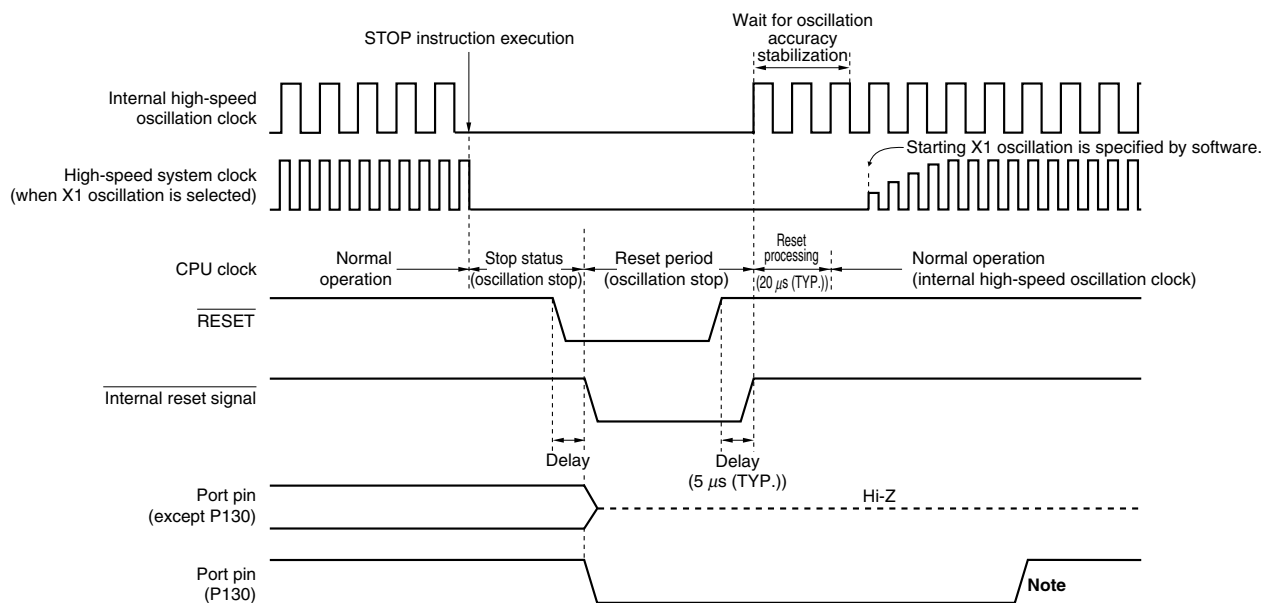 Wait for oscillation
accuracy
stabilization
STOP instruction execution
Internal high-speed
oscillation clock
Starting X1 oscillation is specified by software.
High-speed system clock
(when X1 oscillation is selected)
CPU clock
Normal
operation
Stop status
(oscillation stop)
Reset period
(oscillation stop)
Reset
processing
(20 μs (TYP.))
Normal operation
(internal high-speed oscillation clock)
RESET
Internal reset signal
Delay
Delay
(5 μs (TYP.))
Port pin
(except P130)
Hi-Z
Port pin
(P130)
Note